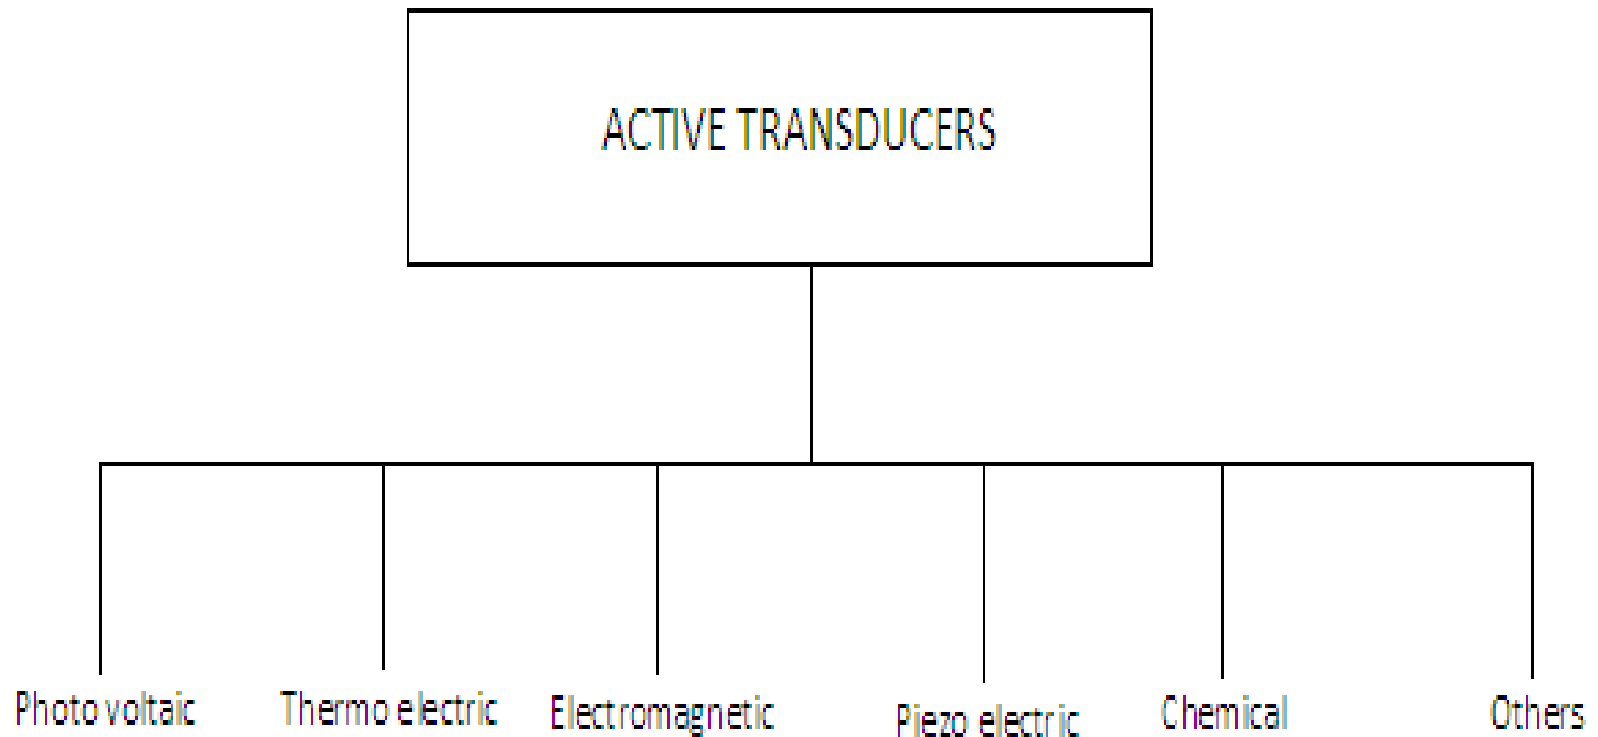 ACTIVE TRANSDUCERS
Photo voltaic
Thermo electric
Electromagnetic
Piezo electric
Chemical
Others